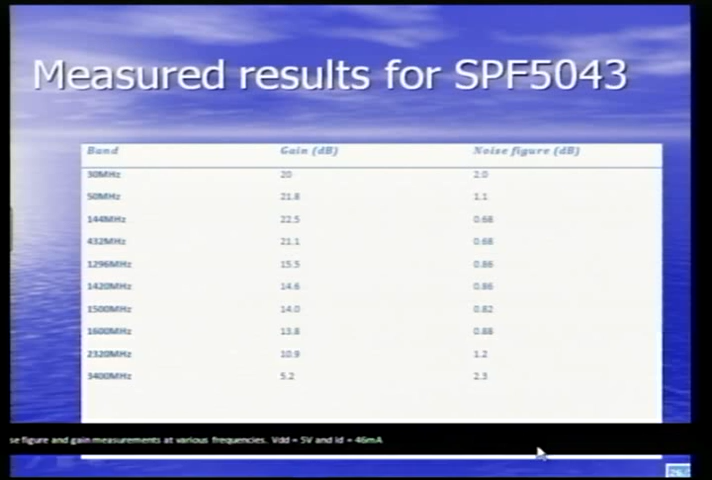 Measured results for SPF5043
Band Gain (dB) Noise figure (dB)
30MHz 20 2.0
50MHz 21.8 1.1
144MHz 22.5 0.68
432MHz 21.1 0.68
1296MHz 15.5 0.86
1420MHz 14.6 0.86
1500MHz 14.0 0.82
1600MHz 13.8 0.88
2320MHz 10.9 1.2
3400MHz 5.2 2.3
se figure and gain measurements at various frequencies. Vdd = 5V and Id = 46mA